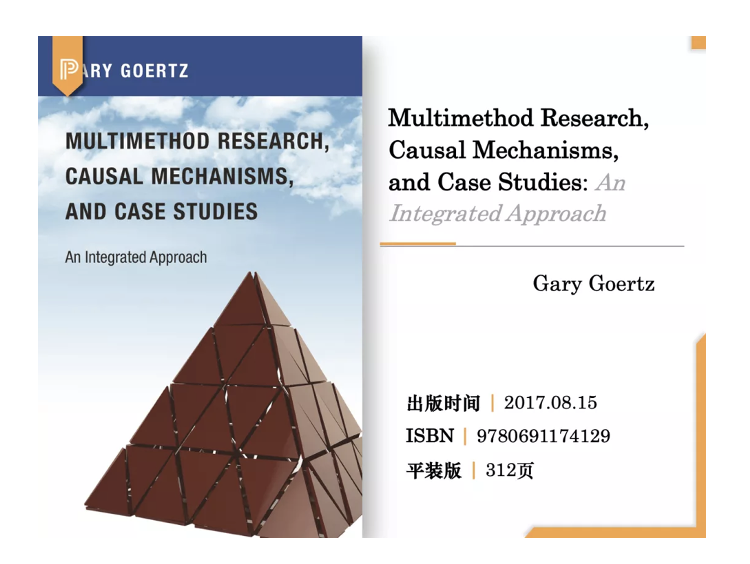 GARY GOERTZ
MULTIMETHOD RESEARCH,
CAUSAL MECHANISMS,
AND CASE STUDIES
An Integrated Approach
Multimethod Research,
Causal Mechanisms,
and Case Studies: An
Integrated Approach
Gary Goertz
出版时间 | 2017.08.15
ISBN | 9780691174129
平装版 | 312页